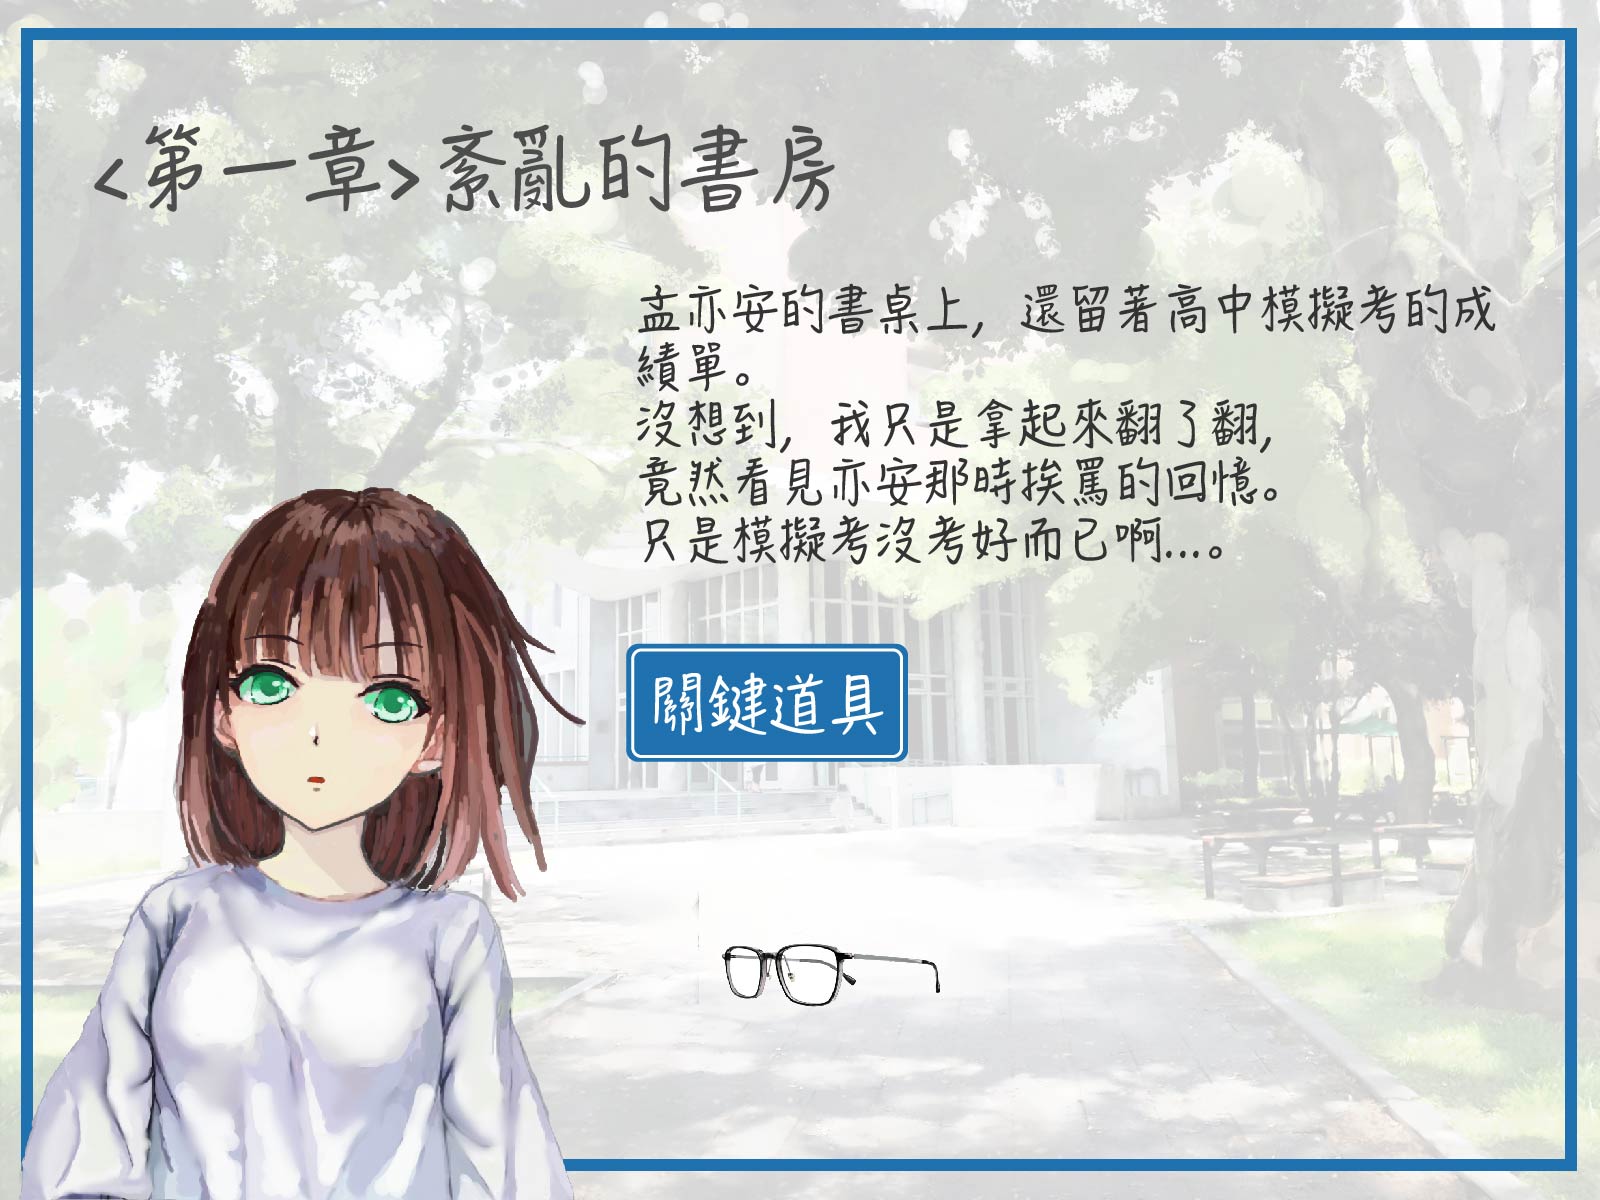 <第一章>紊亂的書房
孟亦安的書桌上，還留著高中模擬考的成
績單。
沒想到，我只是拿起來翻了翻，
竟然看見亦安那時挨罵的回憶。
只是模擬考沒考好而已啊...。
關鍵道具